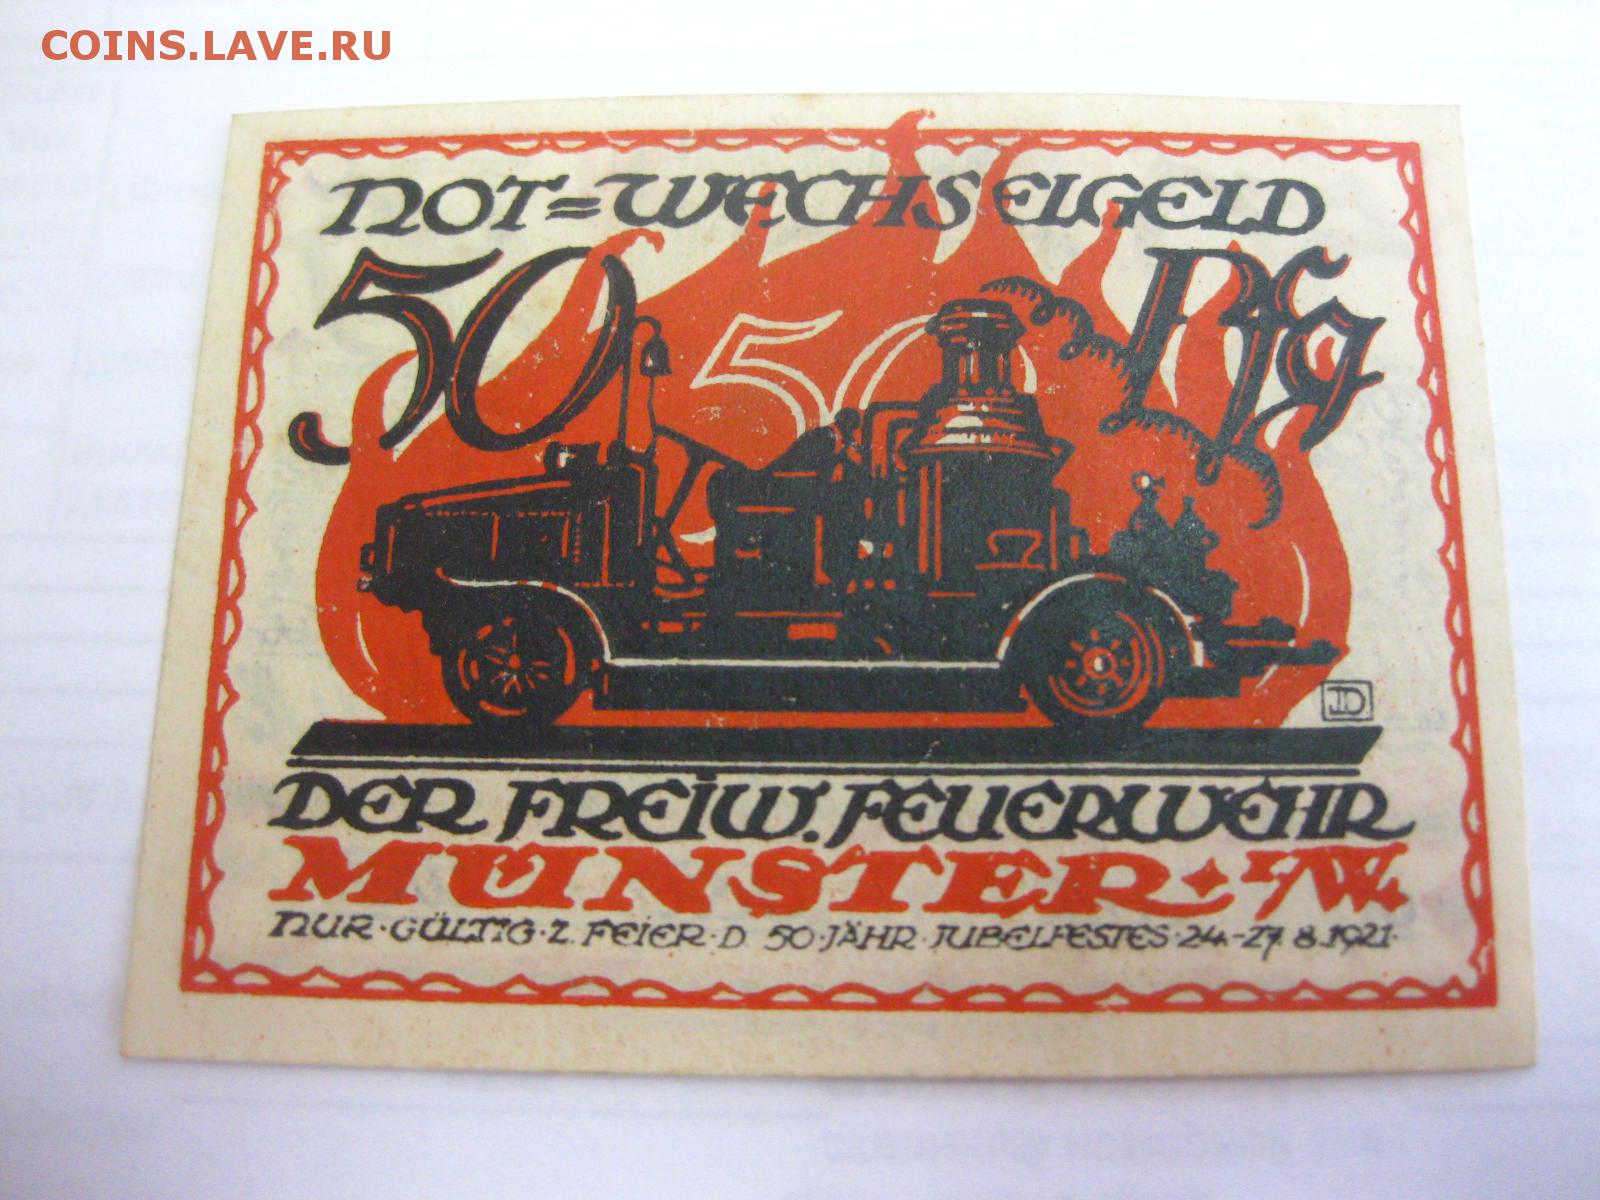 COINS.LAVE.RU
NOT=WECHSELGELD
50 50 Pfg
DER FREIW. FEUERWEHR
MÜNSTER i/W.
NUR·GÜLTIG·Z. FEIER·D. 50·JÄHR·JUBELFESTES·24.-27.8.1921·
JD